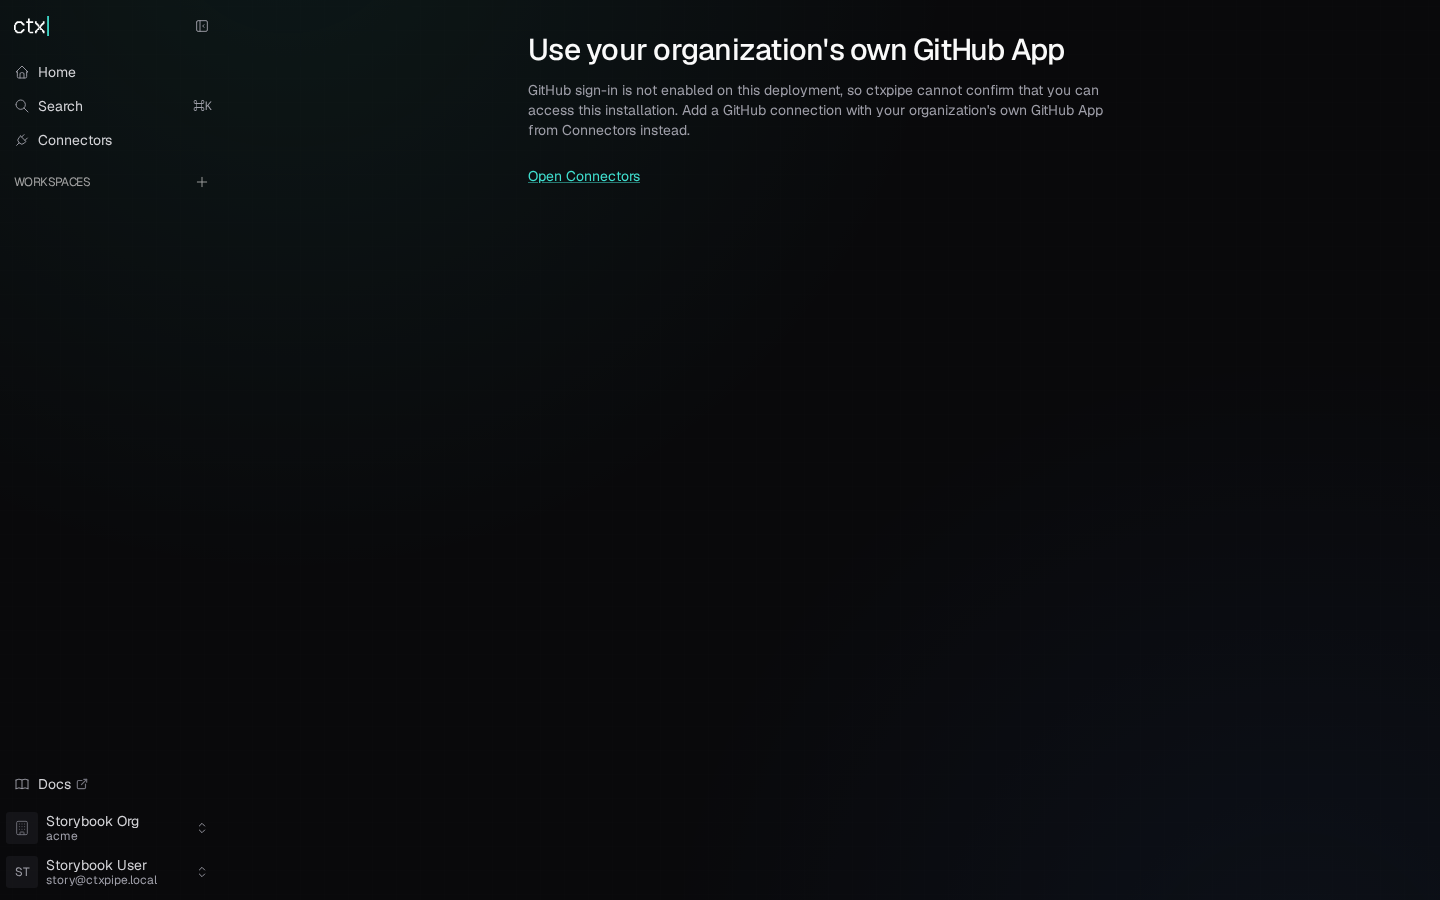 ctx
Home
Search ⌘K
Connectors
WORKSPACES
Use your organization's own GitHub App
GitHub sign-in is not enabled on this deployment, so ctxpipe cannot confirm that you can
access this installation. Add a GitHub connection with your organization's own GitHub App
from Connectors instead.
Open Connectors
Docs
Storybook Org
acme
ST
Storybook User
story@ctxpipe.local